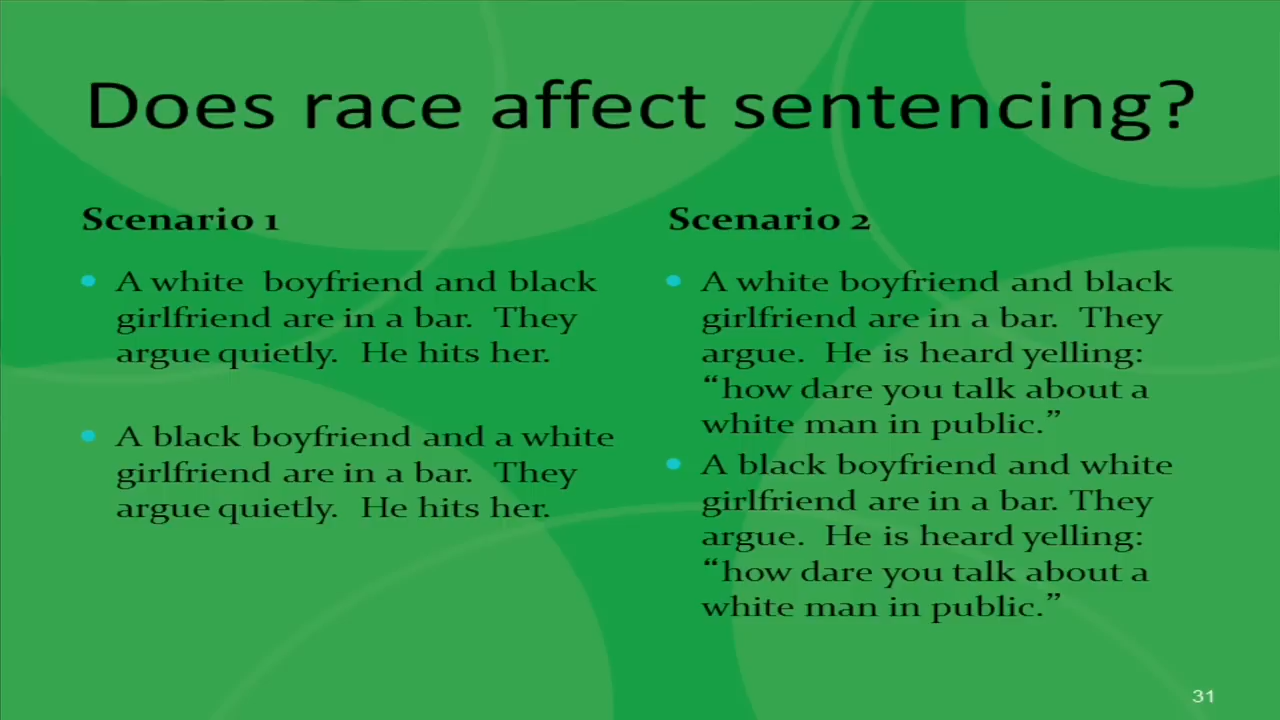 Does race affect sentencing?
Scenario 1
A white boyfriend and black
girlfriend are in a bar. They
argue quietly. He hits her.
A black boyfriend and a white
girlfriend are in a bar. They
argue quietly. He hits her.
Scenario 2
A white boyfriend and black
girlfriend are in a bar. They
argue. He is heard yelling:
“how dare you talk about a
white man in public.”
A black boyfriend and white
girlfriend are in a bar. They
argue. He is heard yelling:
“how dare you talk about a
white man in public.”
31